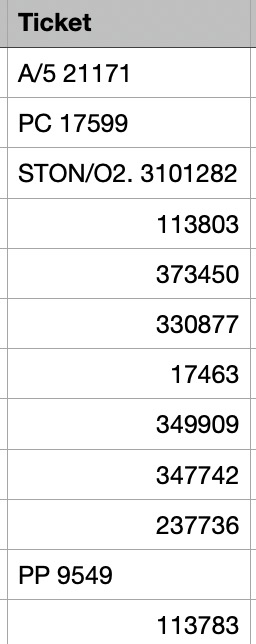 Ticket
A/5 21171
PC 17599
STON/O2. 3101282
113803
373450
330877
17463
349909
347742
237736
PP 9549
113783